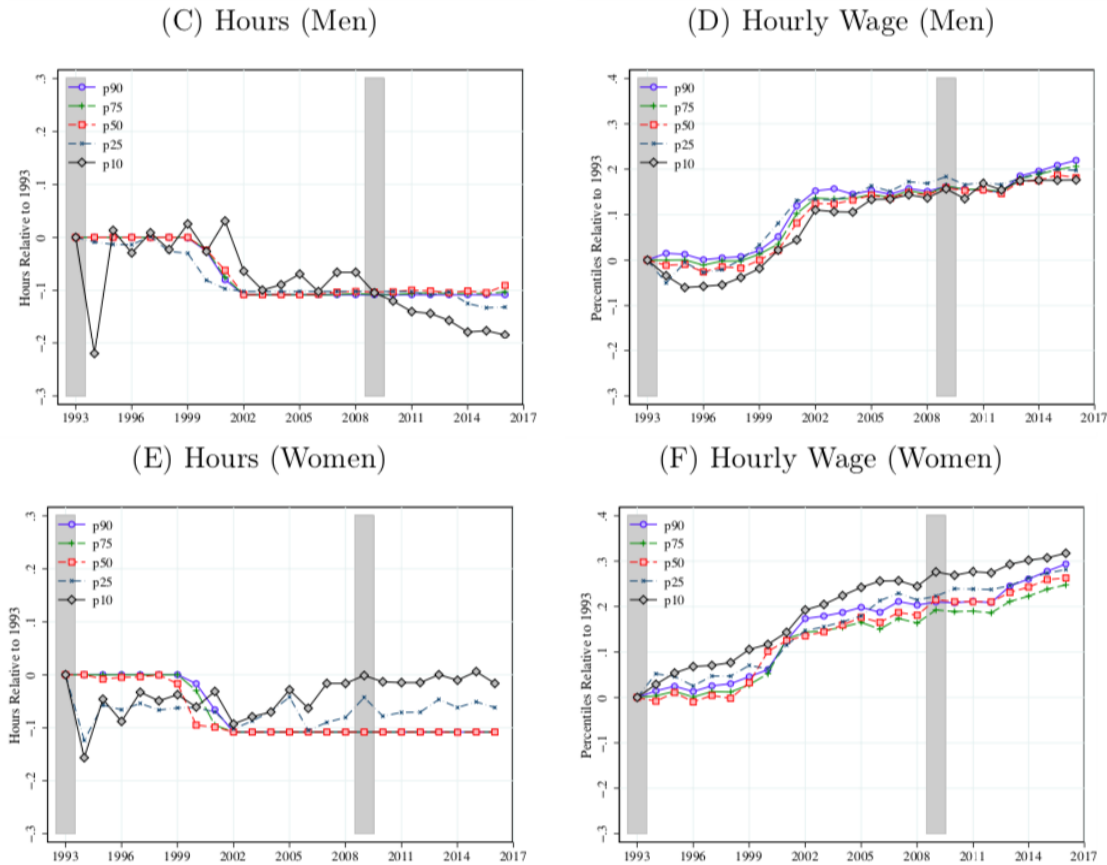 (C) Hours (Men)
Hours Relative to 1993
.3
.2
.1
0
-.1
-.2
-.3
p90
p75
p50
p25
p10
1993 1996 1999 2002 2005 2008 2011 2014 2017
(D) Hourly Wage (Men)
Percentiles Relative to 1993
.4
.3
.2
.1
0
-.1
-.2
-.3
p90
p75
p50
p25
p10
1993 1996 1999 2002 2005 2008 2011 2014 2017
(E) Hours (Women)
Hours Relative to 1993
.3
.2
.1
0
-.1
-.2
-.3
p90
p75
p50
p25
p10
1993 1996 1999 2002 2005 2008 2011 2014 2017
(F) Hourly Wage (Women)
Percentiles Relative to 1993
.4
.3
.2
.1
0
-.1
-.2
-.3
p90
p75
p50
p25
p10
1993 1996 1999 2002 2005 2008 2011 2014 2017